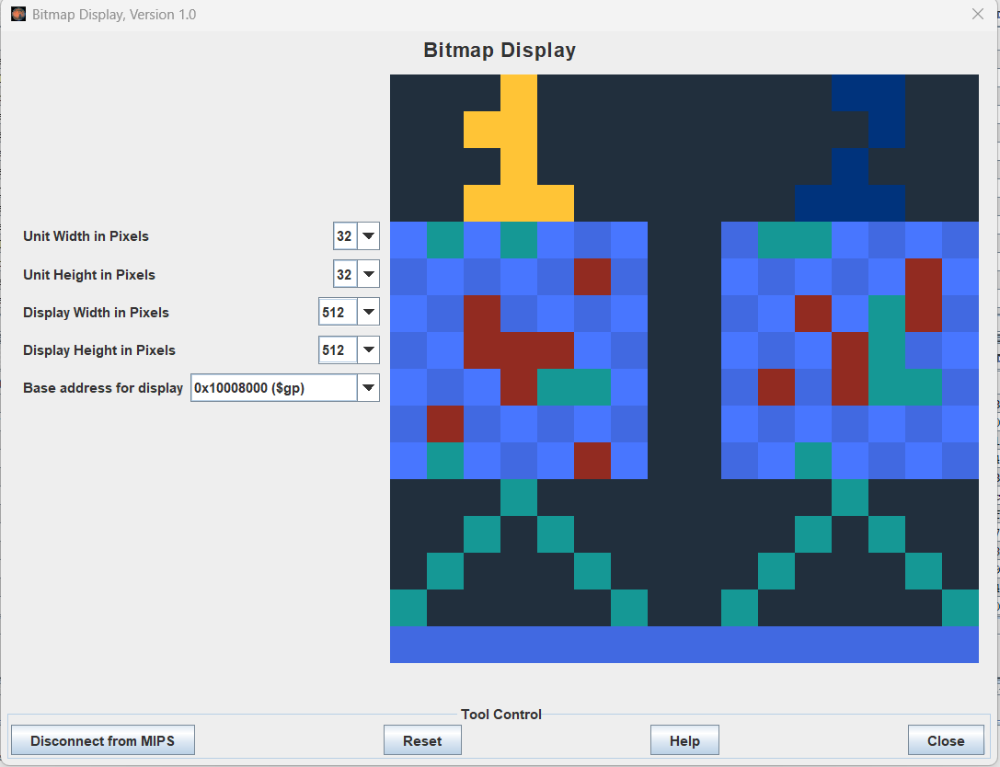 Bitmap Display, Version 1.0
Bitmap Display
Unit Width in Pixels 32
Unit Height in Pixels 32
Display Width in Pixels 512
Display Height in Pixels 512
Base address for display 0x10008000 ($gp)
Tool Control
Disconnect from MIPS Reset Help Close